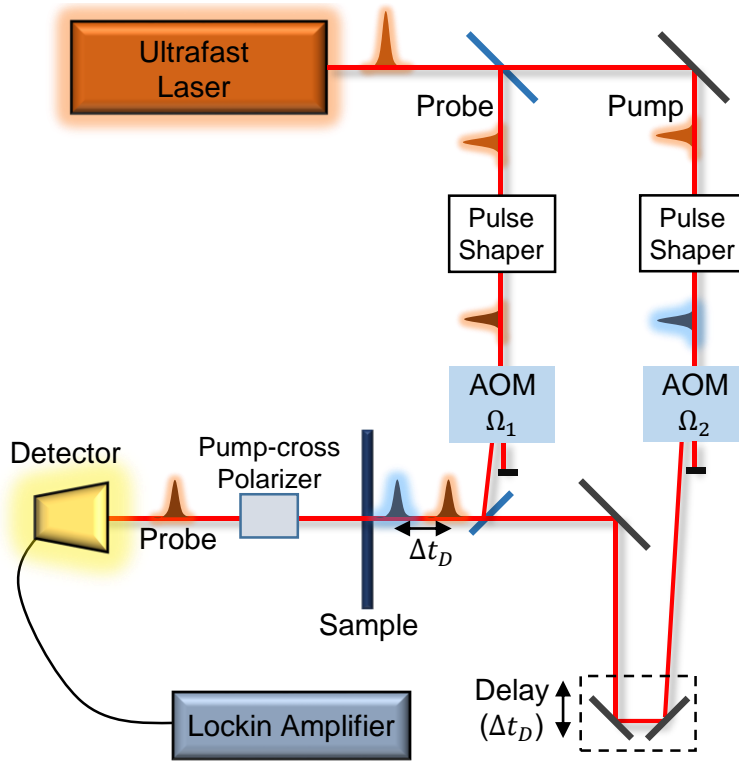 Ultrafast
Laser
Probe
Pump
Pulse
Shaper
Pulse
Shaper
AOM
Ω₁
AOM
Ω₂
Detector
Pump-cross
Polarizer
Probe
Δt_D
Sample
Delay
(Δt_D)
Lockin Amplifier